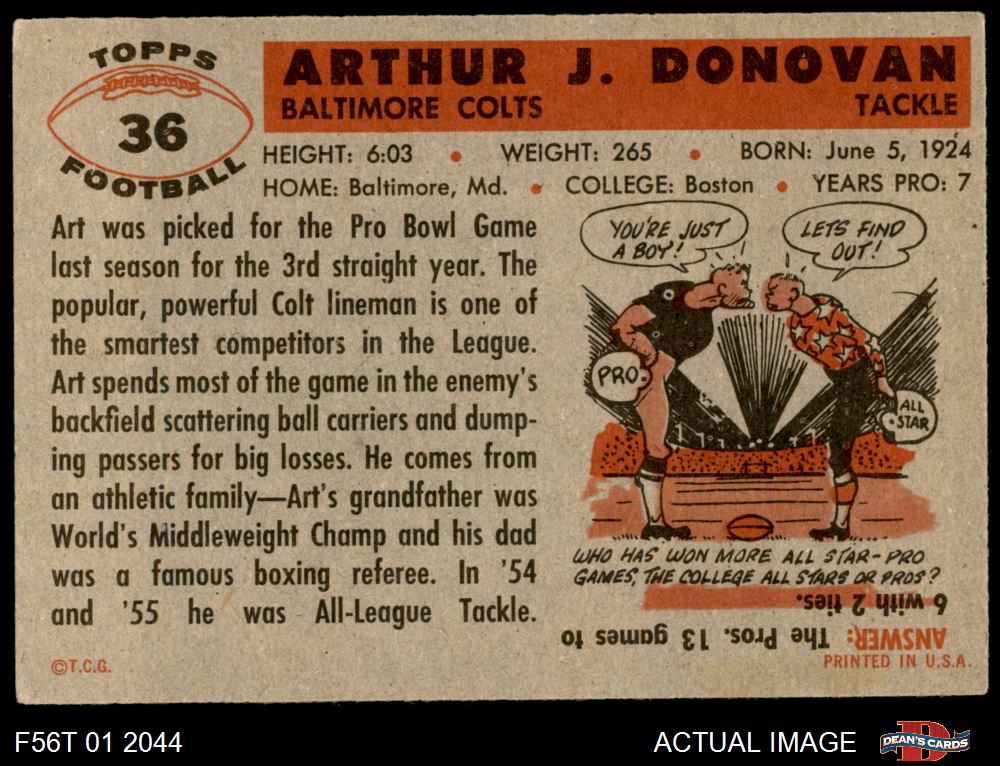 TOPPS
36
FOOTBALL
ARTHUR J. DONOVAN
BALTIMORE COLTS TACKLE
HEIGHT: 6:03 • WEIGHT: 265 • BORN: June 5, 1924
HOME: Baltimore, Md. • COLLEGE: Boston • YEARS PRO: 7
Art was picked for the Pro Bowl Game
last season for the 3rd straight year. The
popular, powerful Colt lineman is one of
the smartest competitors in the League.
Art spends most of the game in the enemy's
backfield scattering ball carriers and dump-
ing passers for big losses. He comes from
an athletic family—Art's grandfather was
World's Middleweight Champ and his dad
was a famous boxing referee. In '54
and '55 he was All-League Tackle.
©T.C.G.
YOU'RE JUST
A BOY!
LETS FIND
OUT!
PRO
ALL
STAR
WHO HAS WON MORE ALL STAR-PRO
GAMES, THE COLLEGE ALL STARS OR PROS?
ANSWER: The Pros. 13 games to
6 with 2 ties.
PRINTED IN U.S.A.
F56T 01 2044
ACTUAL IMAGE
D
DEAN'S CARDS